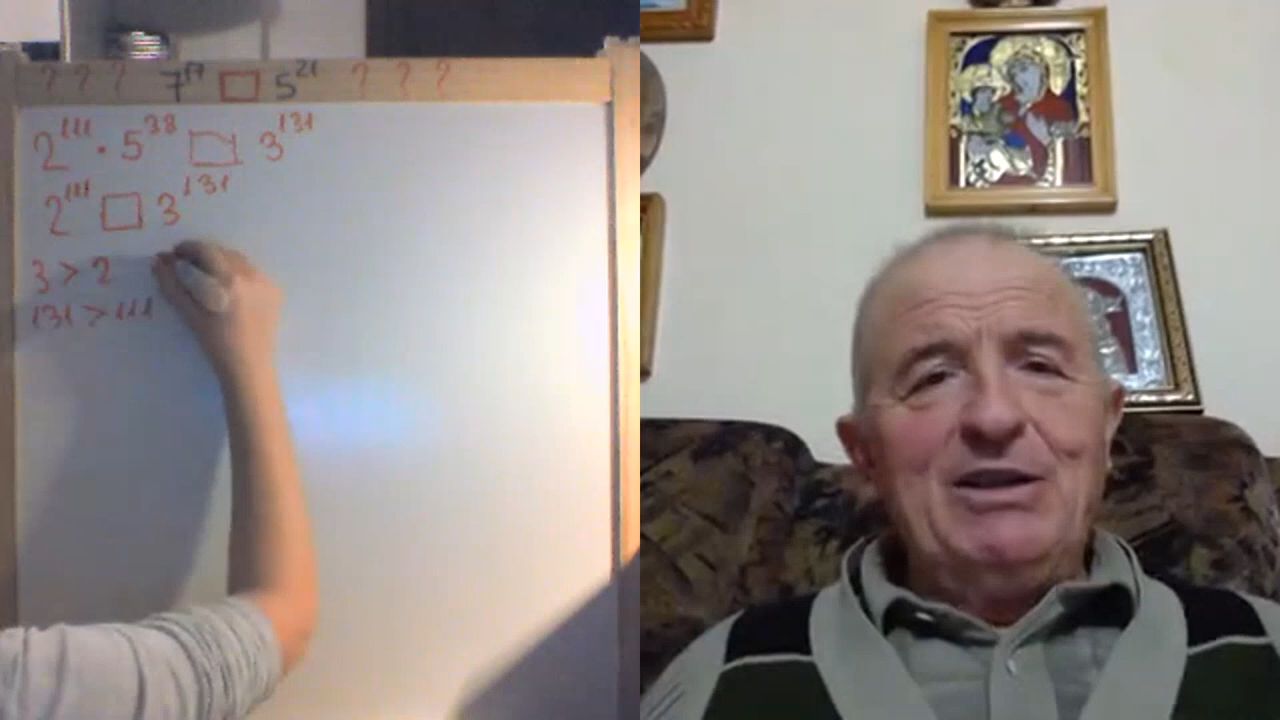 ? ? ? 7¹⁷ □ 5²¹ ? ? ?
2¹¹¹ · 5³⁸ □ 3¹³¹
2¹¹¹ □ 3¹³¹
3 > 2
131 > 111